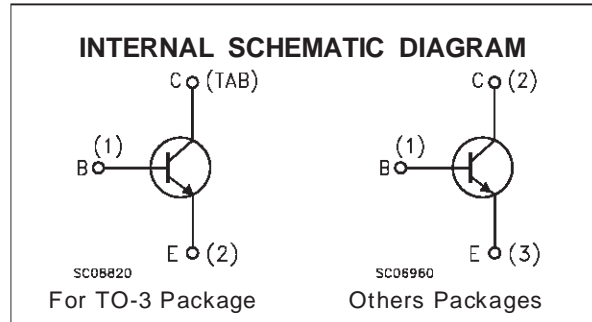 INTERNAL SCHEMATIC DIAGRAM
C (TAB)
(1)
B
E (2)
SC08820
For TO-3 Package
C (2)
(1)
B
E (3)
SC06960
Others Packages